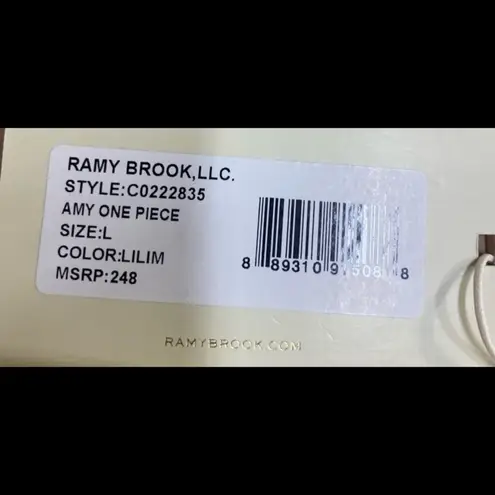 RAMY BROOK,LLC.
STYLE:C0222835
AMY ONE PIECE
SIZE:L
COLOR:LILIM
MSRP:248
RAMYBROOK.COM